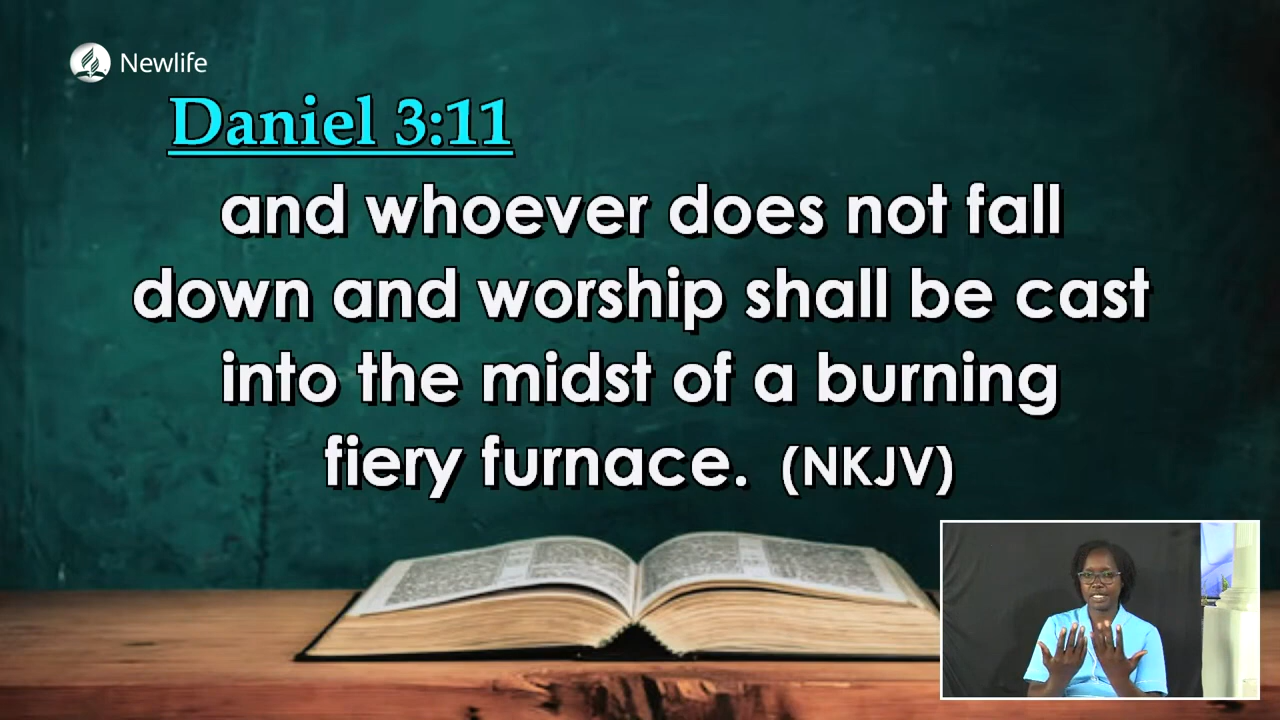 Newlife
Daniel 3:11
and whoever does not fall
down and worship shall be cast
into the midst of a burning
fiery furnace. (NKJV)